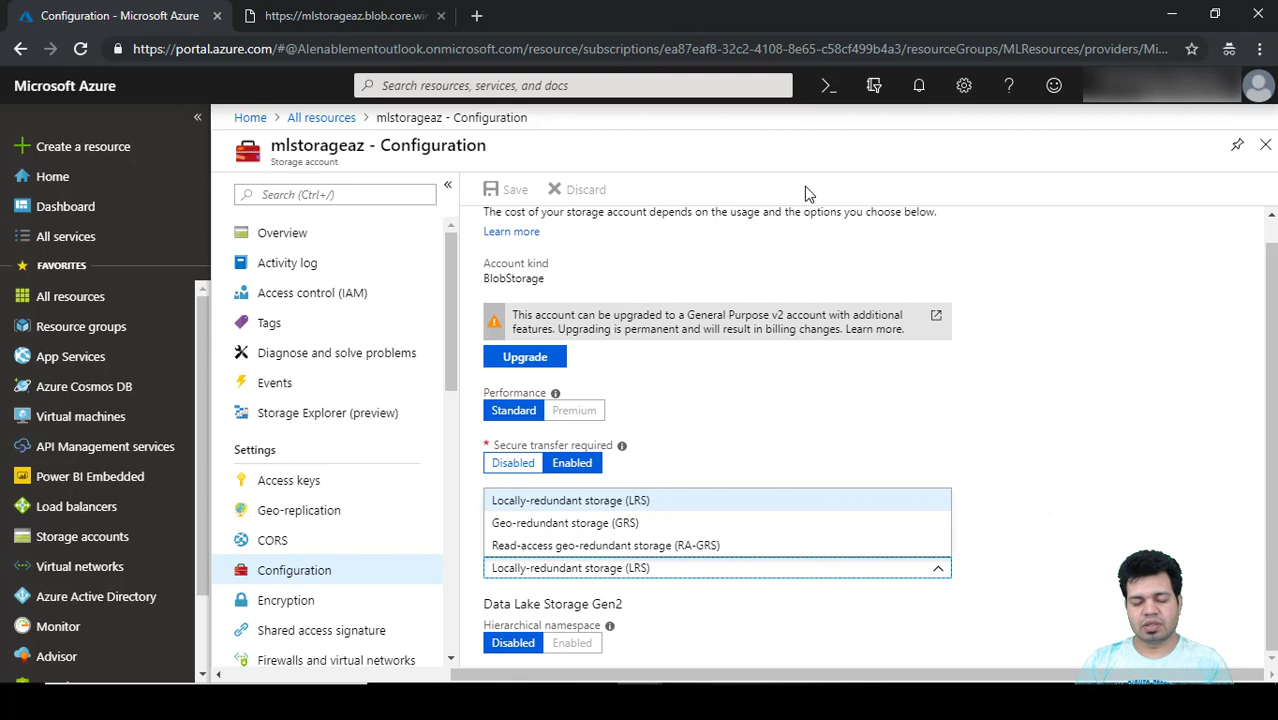 Configuration - Microsoft Azure
https://mlstorageaz.blob.core.wi
https://portal.azure.com/#@AIenablementoutlook.onmicrosoft.com/resource/subscriptions/ea87eaf8-32c2-4108-8e65-c58cf499b4a3/resourceGroups/MLResources/providers/Mi...
Microsoft Azure
Search resources, services, and docs
Home
All resources
mlstorageaz - Configuration
mlstorageaz - Configuration
Storage account
Create a resource
Home
Dashboard
All services
FAVORITES
All resources
Resource groups
App Services
Azure Cosmos DB
Virtual machines
API Management services
Power BI Embedded
Load balancers
Storage accounts
Virtual networks
Azure Active Directory
Monitor
Advisor
Search (Ctrl+/)
Overview
Activity log
Access control (IAM)
Tags
Diagnose and solve problems
Events
Storage Explorer (preview)
Settings
Access keys
Geo-replication
CORS
Configuration
Encryption
Shared access signature
Firewalls and virtual networks
Save
Discard
The cost of your storage account depends on the usage and the options you choose below.
Learn more
Account kind
BlobStorage
This account can be upgraded to a General Purpose v2 account with additional
features. Upgrading is permanent and will result in billing changes. Learn more.
Upgrade
Performance
Standard Premium
* Secure transfer required
Disabled Enabled
Locally-redundant storage (LRS)
Geo-redundant storage (GRS)
Read-access geo-redundant storage (RA-GRS)
Locally-redundant storage (LRS)
Data Lake Storage Gen2
Hierarchical namespace
Disabled Enabled